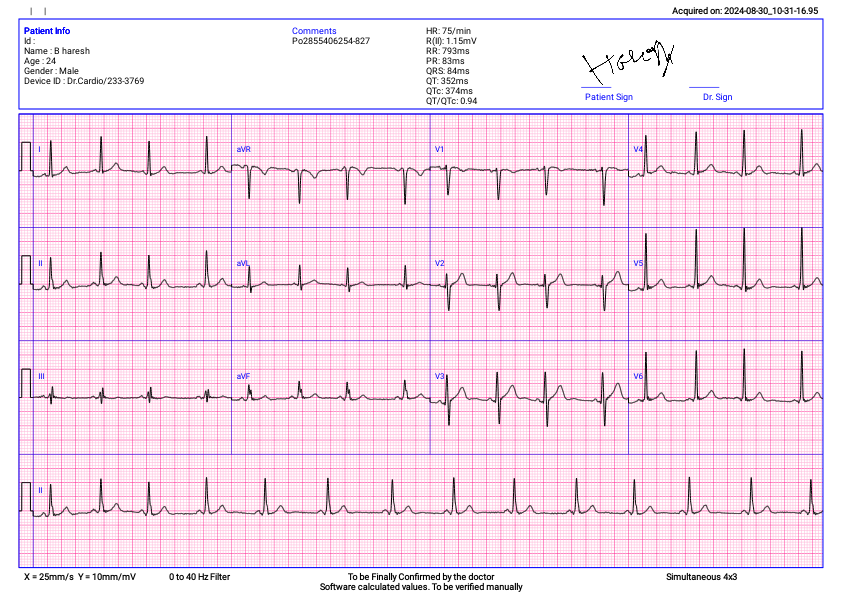 Acquired on: 2024-08-30_10-31-16.95
Patient Info
Id :
Name : B haresh
Age : 24
Gender : Male
Device ID : Dr.Cardio/233-3769
Comments
Po2855406254-827
HR: 75/min
R(II): 1.15mV
RR: 793ms
PR: 83ms
QRS: 84ms
QT: 352ms
QTc: 374ms
QT/QTc: 0.94
Patient Sign
Dr. Sign
I
aVR
V1
V4
II
aVL
V2
V5
III
aVF
V3
V6
II
X = 25mm/s Y = 10mm/mV
0 to 40 Hz Filter
To be Finally Confirmed by the doctor
Simultaneous 4x3
Software calculated values. To be verified manually